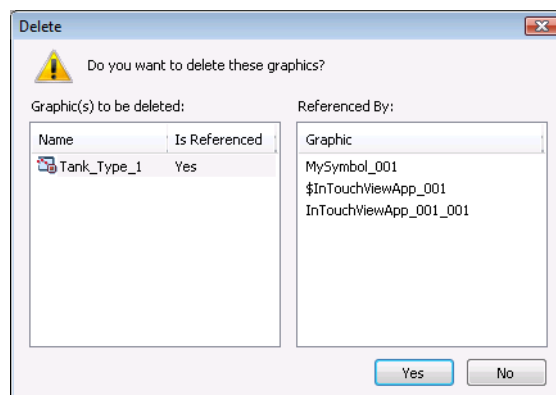 Delete
Do you want to delete these graphics?
Graphic(s) to be deleted:
Referenced By:
Name Is Referenced
Graphic
Tank_Type_1 Yes
MySymbol_001
$InTouchViewApp_001
InTouchViewApp_001_001
Yes No